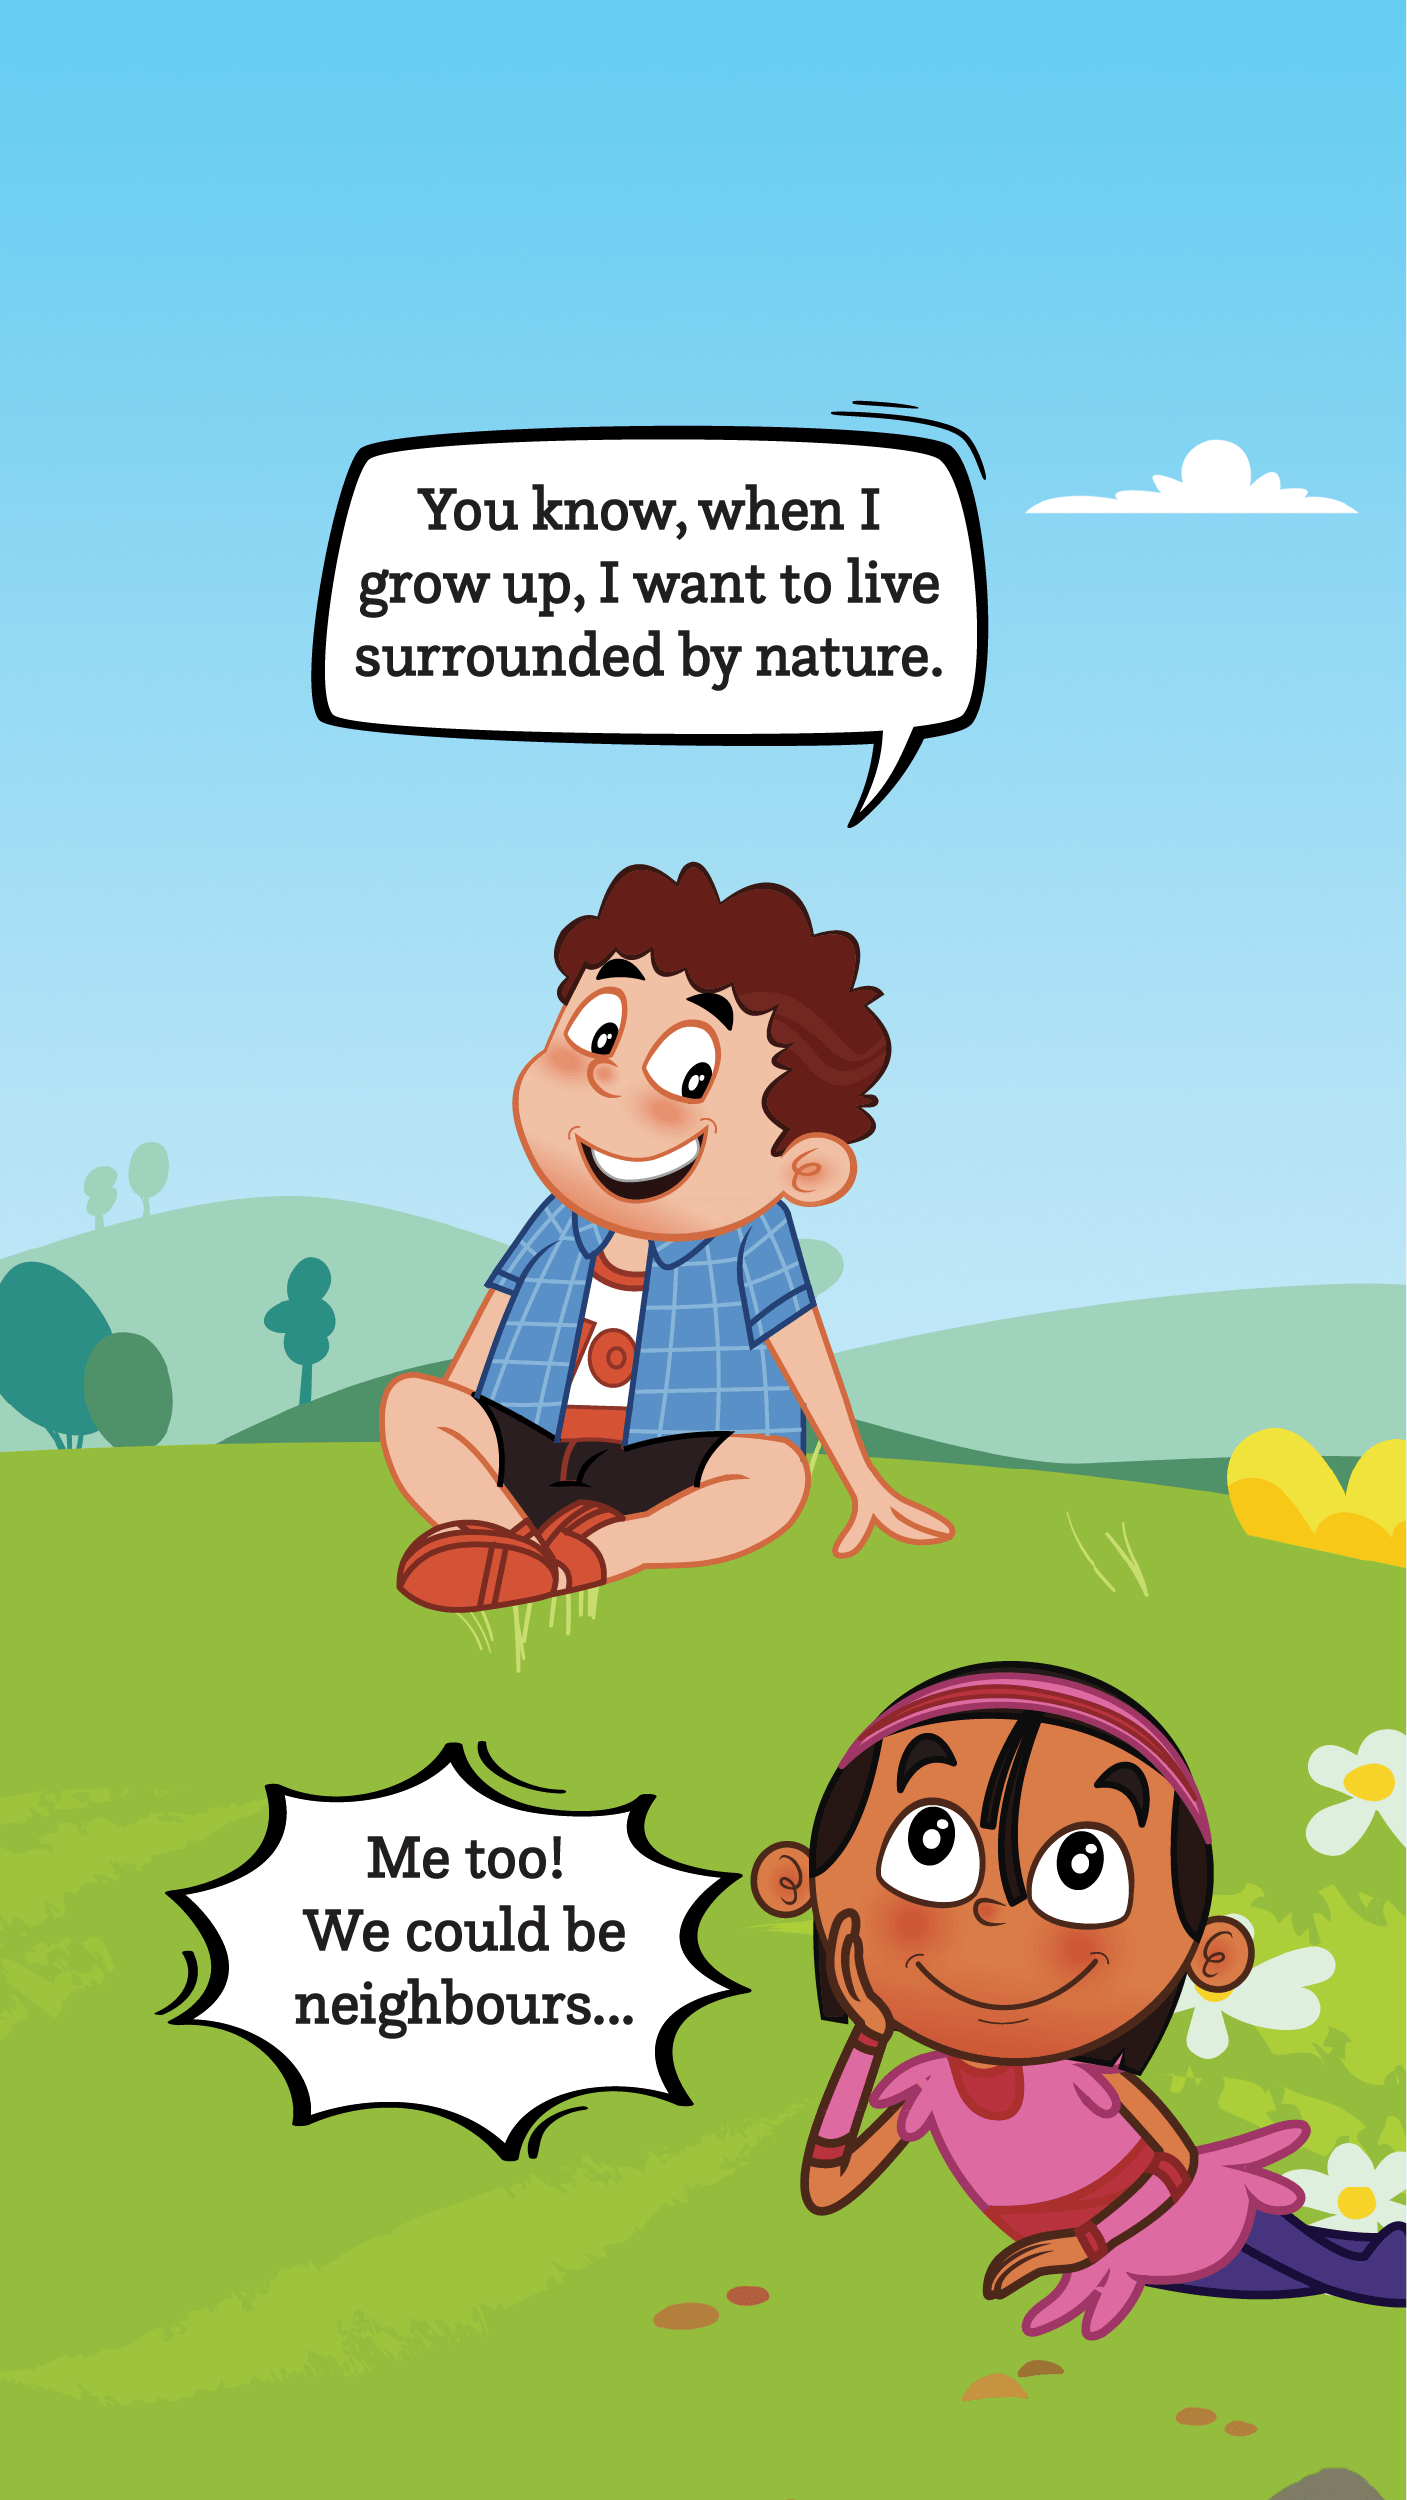 You know, when I
grow up, I want to live
surrounded by nature.
Me too!
We could be
neighbours...